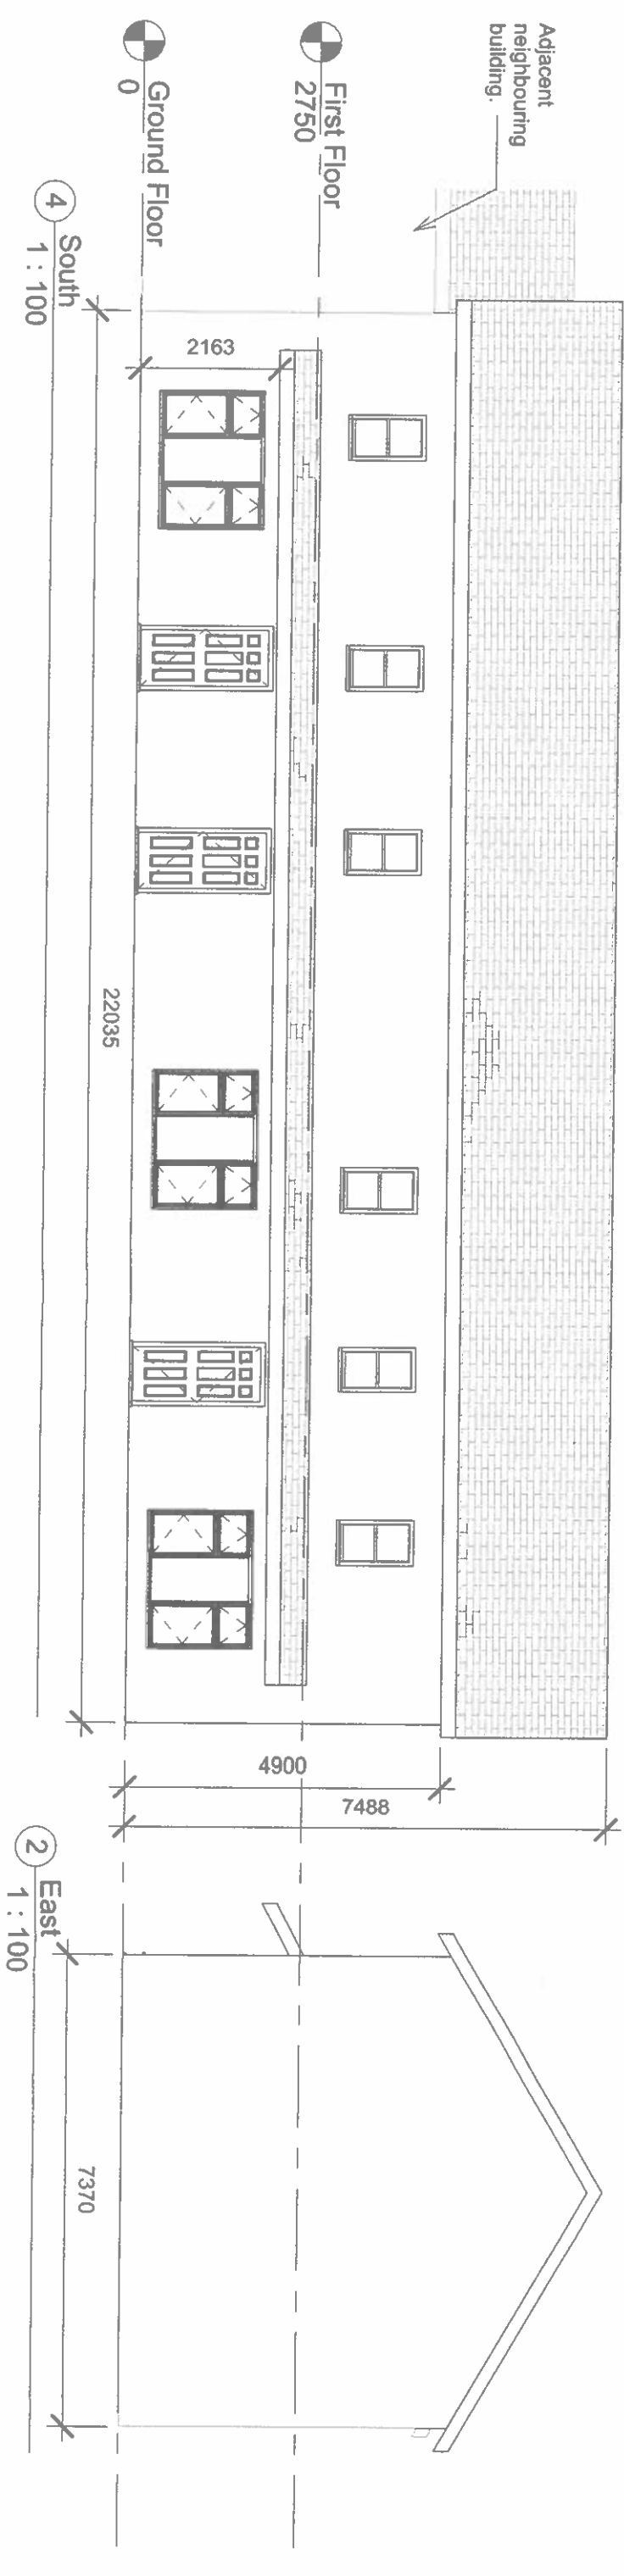 Adjacent
neighbouring
building.
First Floor
2750
Ground Floor
0
4
South
1 : 100
2163
22035
4900
7488
2
East
1 : 100
7370